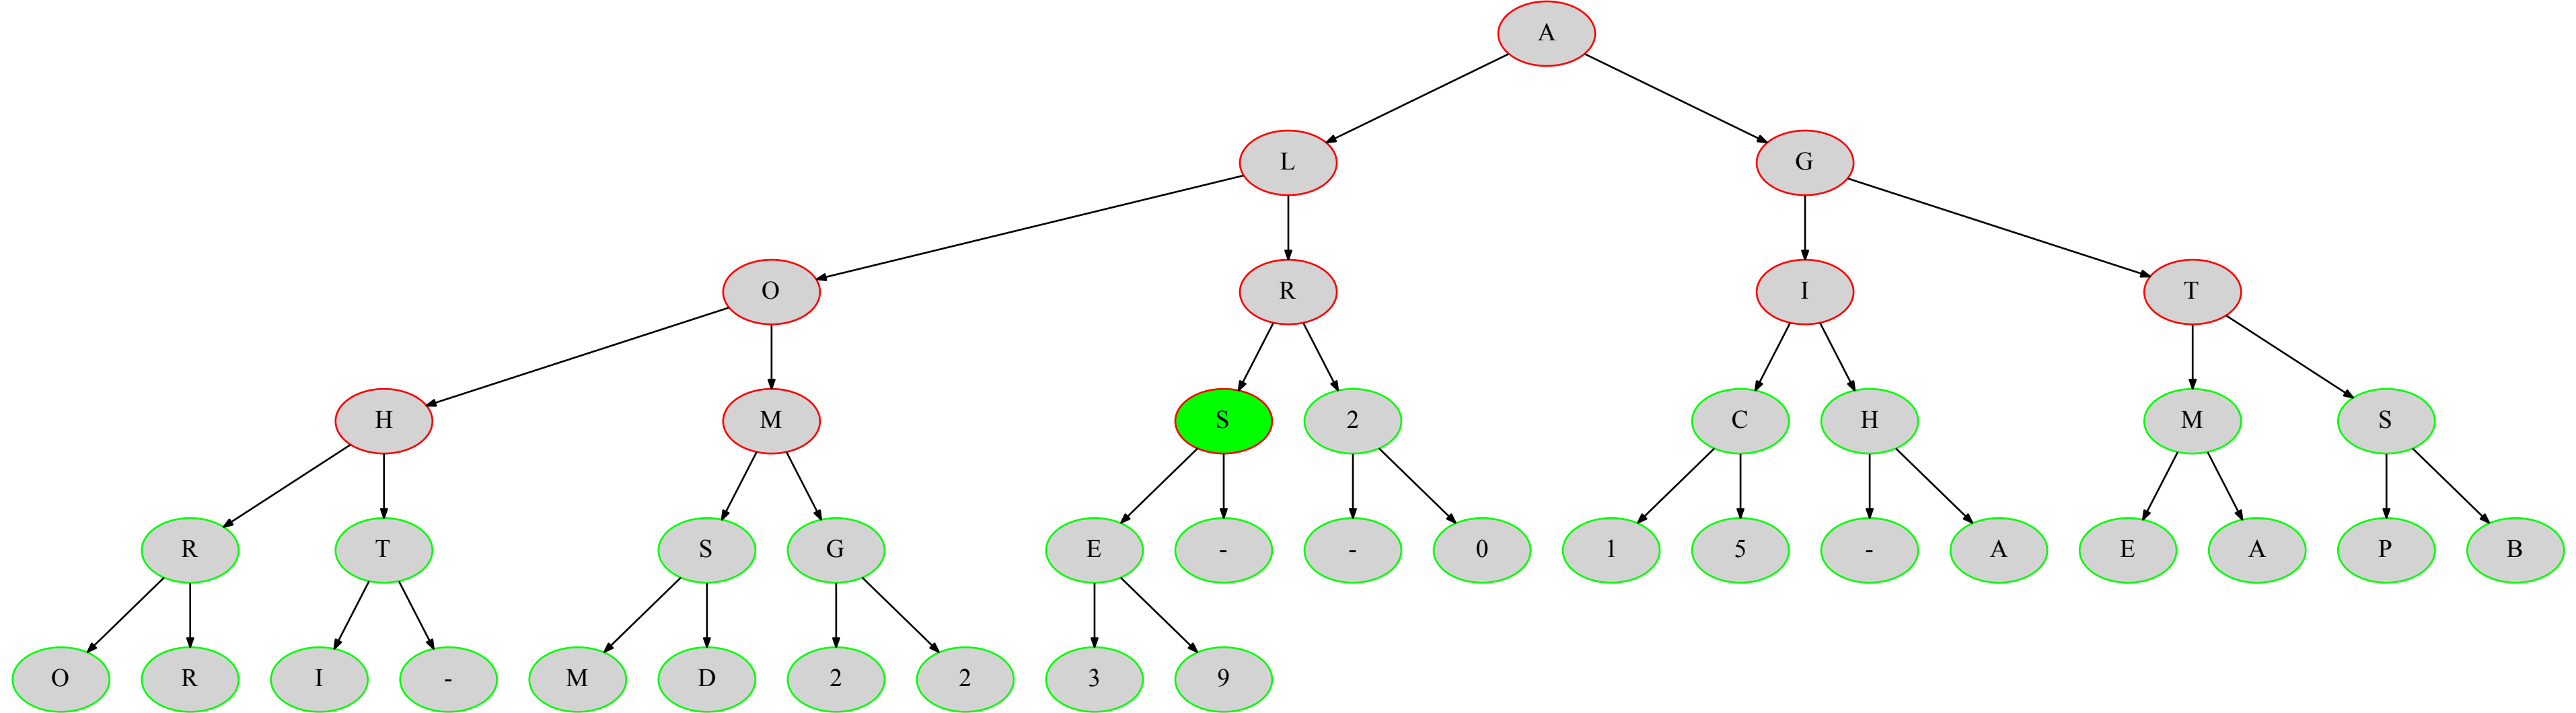 A
L G
O R I T
H M S 2 C H M S
R T S G E - - 0 1 5 - A E A P B
O R I - M D 2 2 3 9